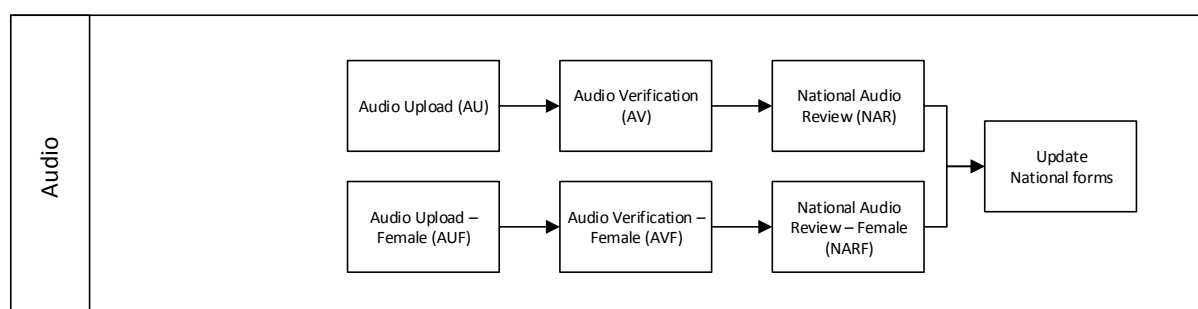 Audio
Audio Upload (AU)
Audio Verification
(AV)
National Audio
Review (NAR)
Update
National forms
Audio Upload –
Female (AUF)
Audio Verification –
Female (AVF)
National Audio
Review – Female
(NARF)